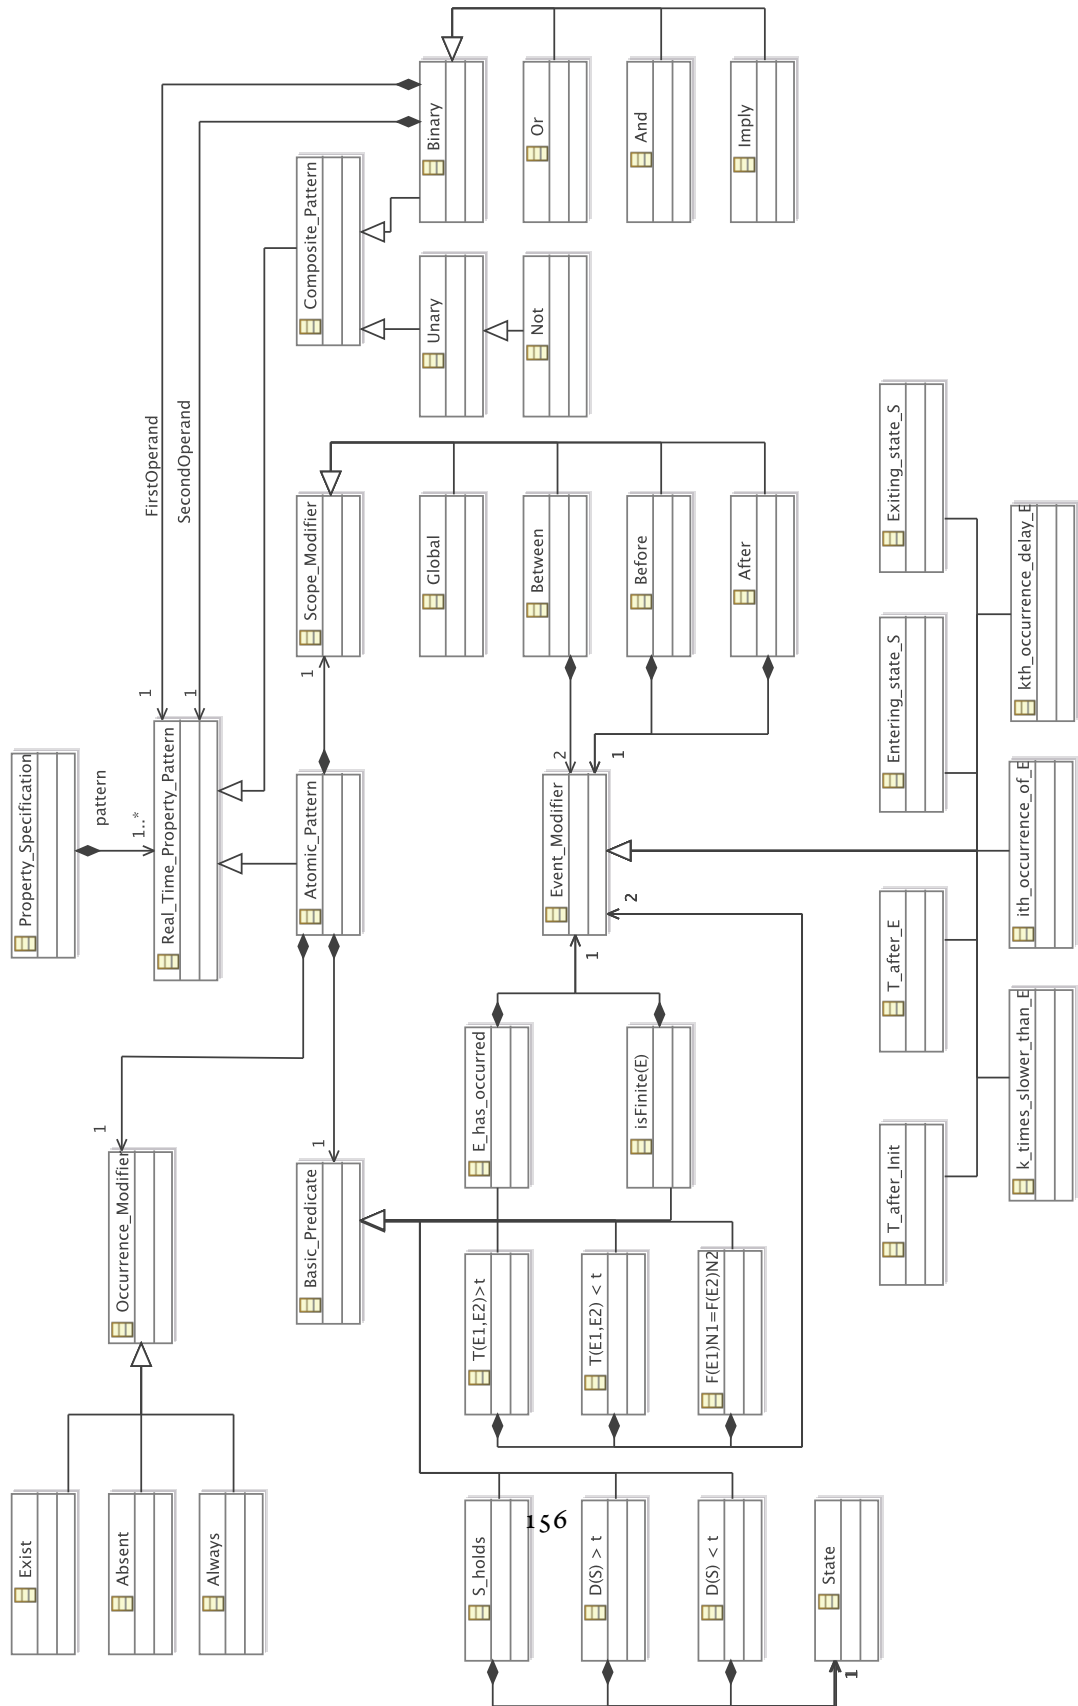 Property_Specification
pattern
1..*
Real_Time_Property_Pattern
1
1
FirstOperand
SecondOperand
Exist
Absent
Always
Occurrence_Modifier
1
Basic_Predicate
1
Atomic_Pattern
1
Scope_Modifier
Composite_Pattern
Global
Unary
Binary
S_holds
T(E1,E2)>t
E_has_occurred
1
Event_Modifier
2
1
2
Between
Not
Or
D(S) > t
T(E1,E2) < t
isFinite(E)
Before
And
D(S) < t
F(E1)N1=F(E2)N2
After
Imply
State
1
T_after_Init
T_after_E
Entering_state_S
Exiting_state_S
k_times_slower_than_E
ith_occurrence_of_E
kth_occurrence_delay_E
156